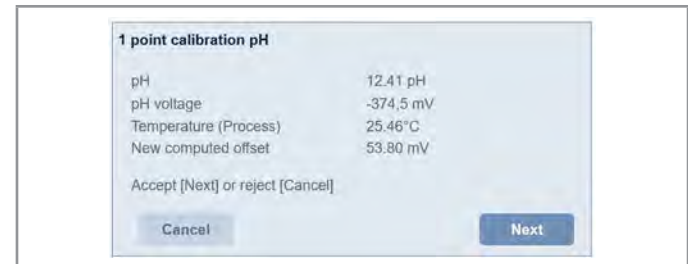 1 point calibration pH
pH 12.41 pH
pH voltage -374,5 mV
Temperature (Process) 25.46°C
New computed offset 53.80 mV
Accept [Next] or reject [Cancel]
Cancel Next